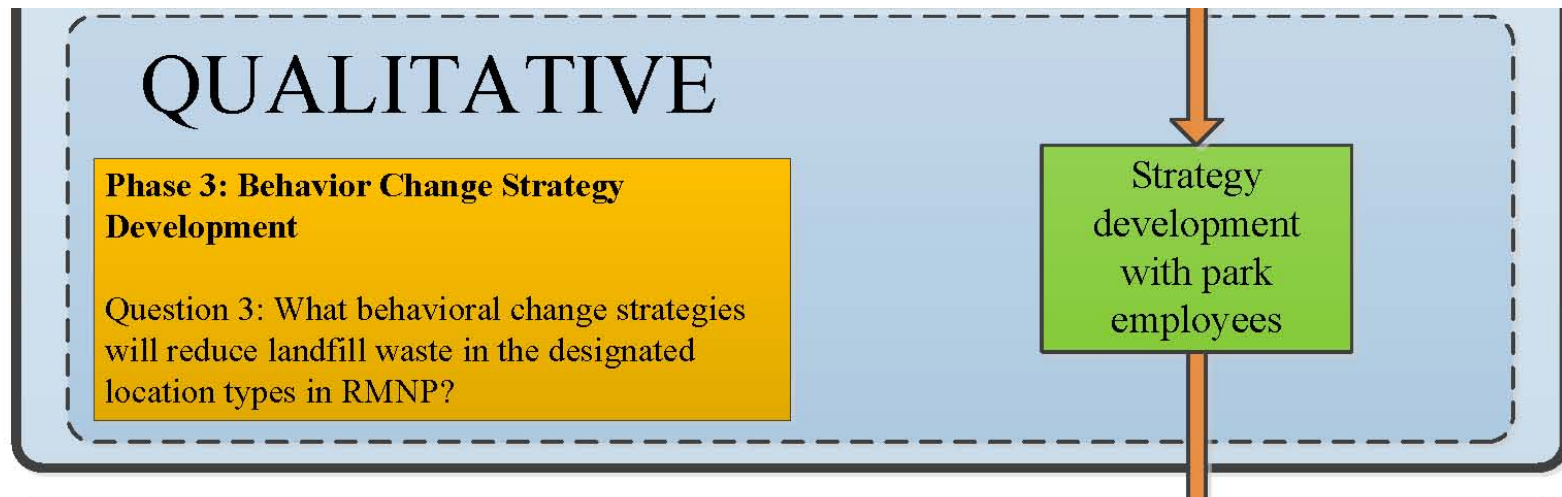 QUALITATIVE
Phase 3: Behavior Change Strategy
Development
Question 3: What behavioral change strategies
will reduce landfill waste in the designated
location types in RMNP?
Strategy
development
with park
employees